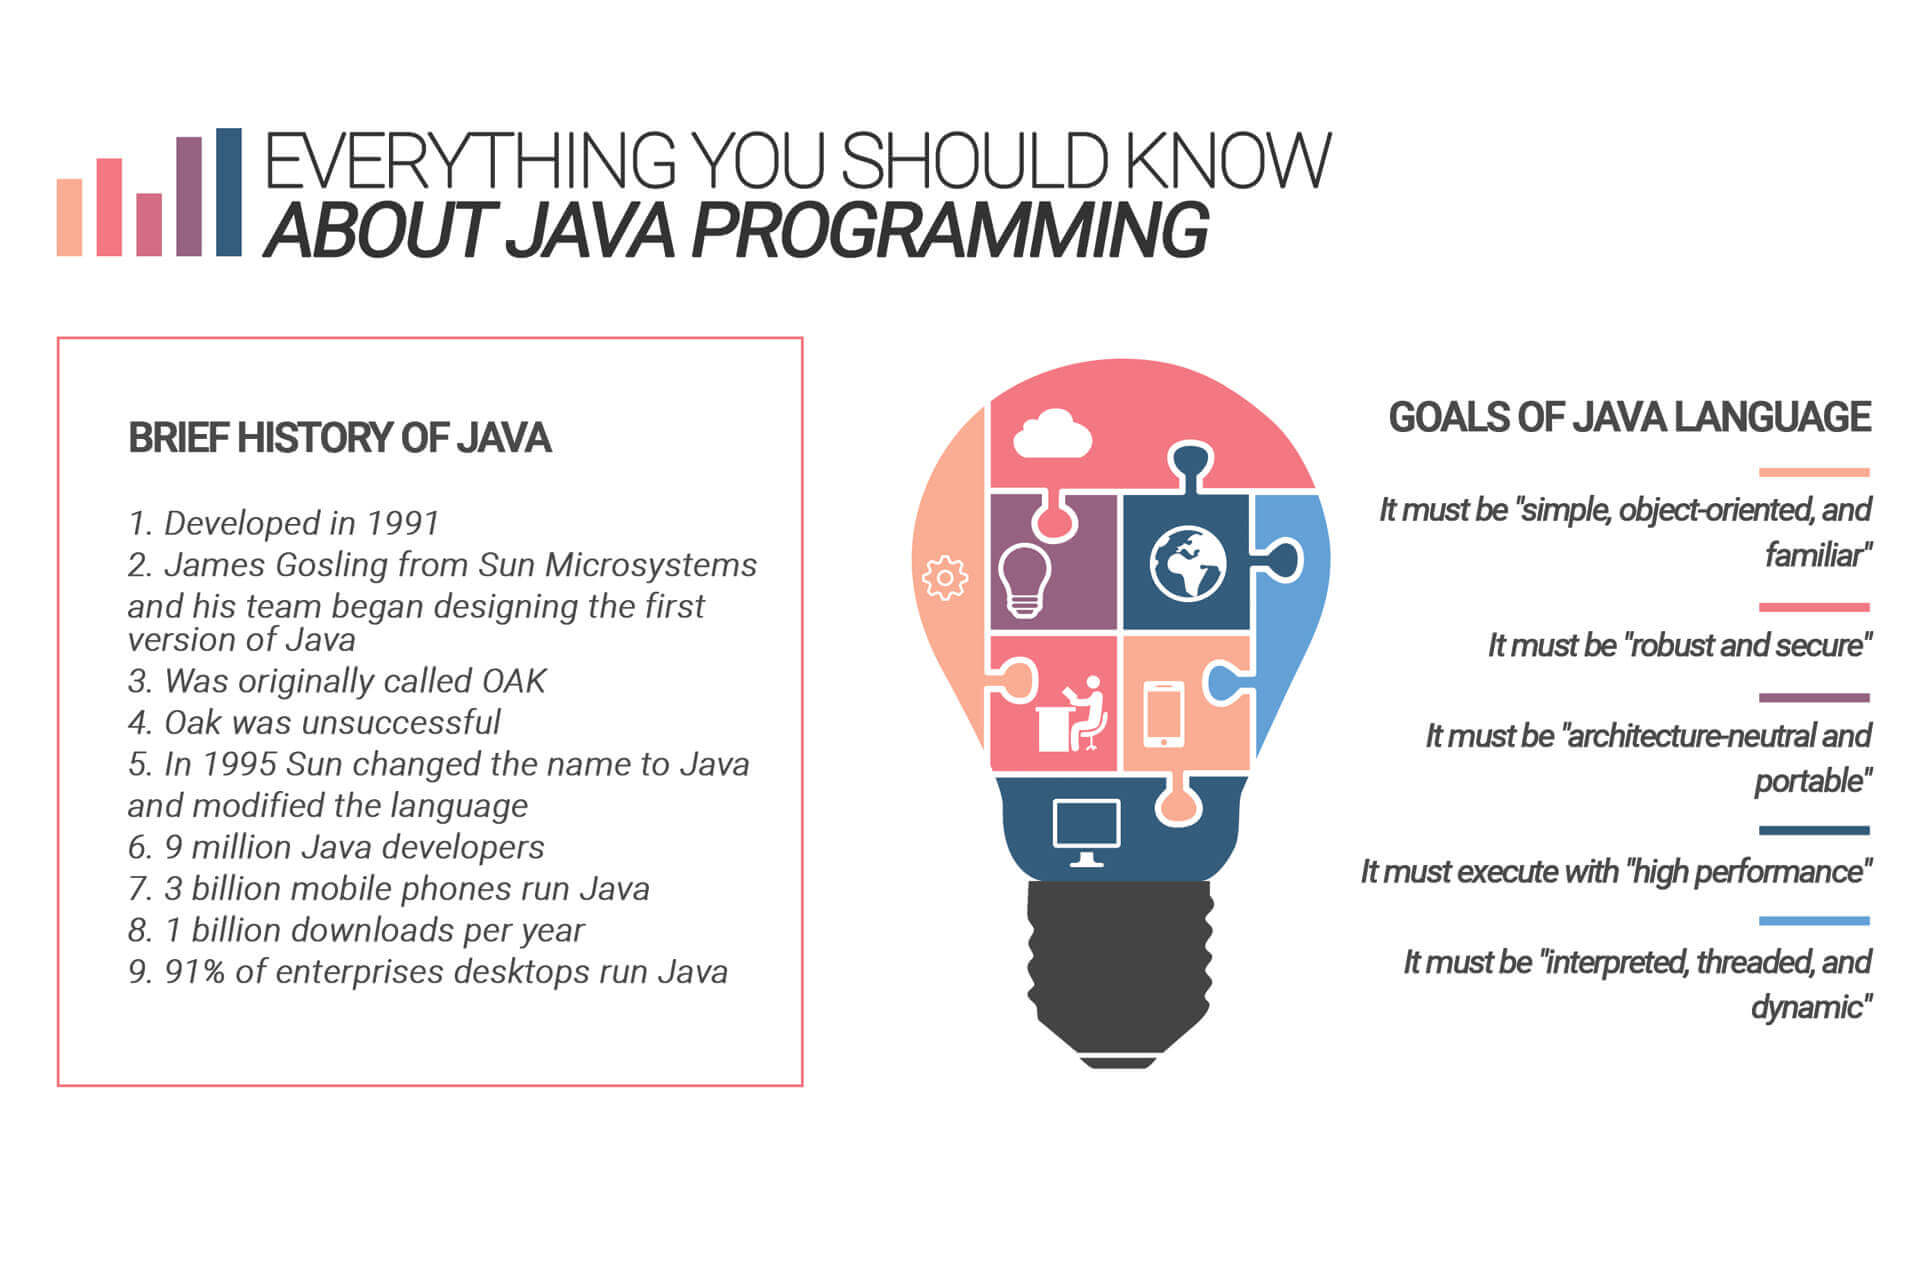 EVERYTHING YOU SHOULD KNOW
ABOUT JAVA PROGRAMMING
BRIEF HISTORY OF JAVA
1. Developed in 1991
2. James Gosling from Sun Microsystems
and his team began designing the first
version of Java
3. Was originally called OAK
4. Oak was unsuccessful
5. In 1995 Sun changed the name to Java
and modified the language
6. 9 million Java developers
7. 3 billion mobile phones run Java
8. 1 billion downloads per year
9. 91% of enterprises desktops run Java
GOALS OF JAVA LANGUAGE
It must be "simple, object-oriented, and
familiar"
It must be "robust and secure"
It must be "architecture-neutral and
portable"
It must execute with "high performance"
It must be "interpreted, threaded, and
dynamic"